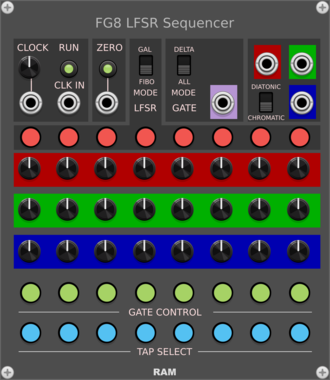 FG8 LFSR Sequencer
CLOCK RUN ZERO GAL DELTA
CLK IN FIBO ALL DIATONIC
MODE MODE
LFSR GATE CHROMATIC
GATE CONTROL
TAP SELECT
RAM